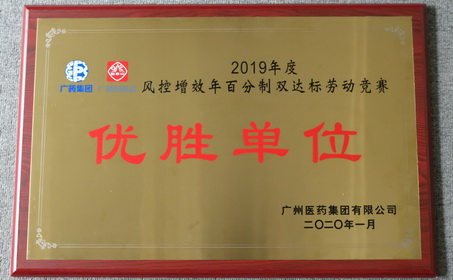 2019年度
广药集团
风控增效年百分制双达标劳动竞赛
优胜单位
广州医药集团有限公司
二〇二〇年一月